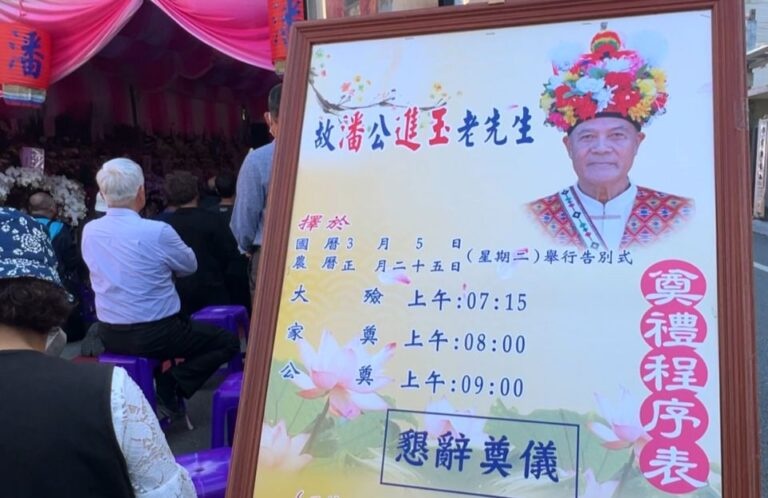 潘
故潘公進玉老先生
擇於
國曆3月5日
農曆正月二十五日
(星期二)舉行告別式
大殮 上午:07:15
家奠 上午:08:00
公奠 上午:09:00
懇辭奠儀
奠禮程序表